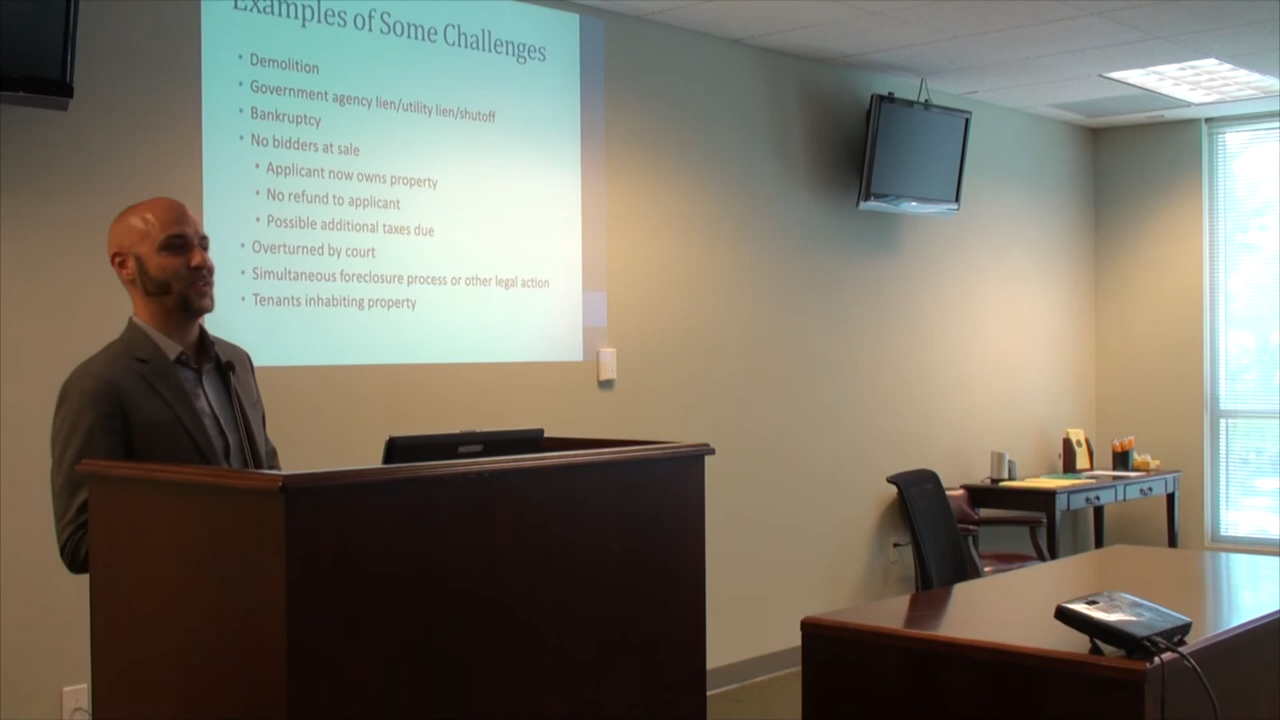 Examples of Some Challenges
• Demolition
• Government agency lien/utility lien/shutoff
• Bankruptcy
• No bidders at sale
• Applicant now owns property
• No refund to applicant
• Possible additional taxes due
• Overturned by court
• Simultaneous foreclosure process or other legal action
• Tenants inhabiting property